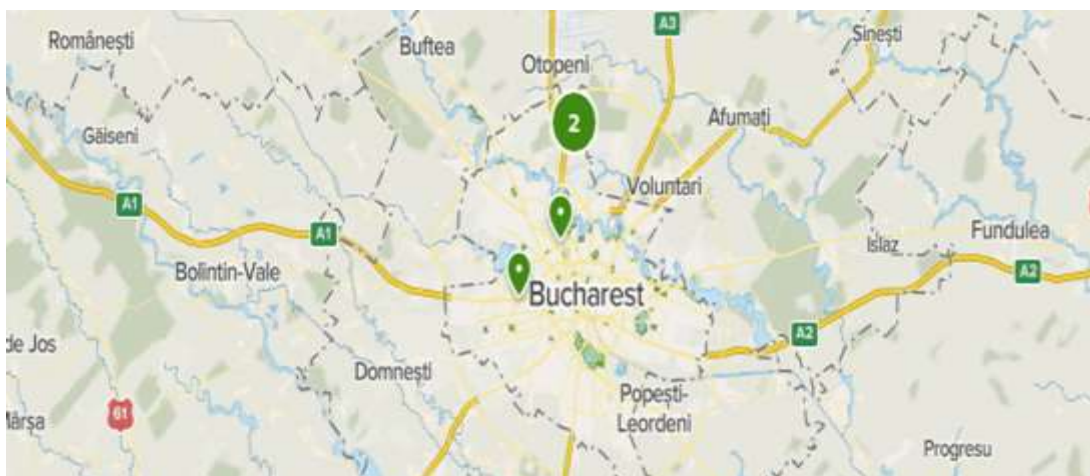 Românești
Buftea
Otopeni
A3
Sinești
Găiseni
2
Afumați
Voluntari
A1
A1
Bolintin-Vale
Islaz
Fundulea
A2
Bucharest
A2
de Jos
Domnești
61
Mârșa
Popești-
Leordeni
Progresu